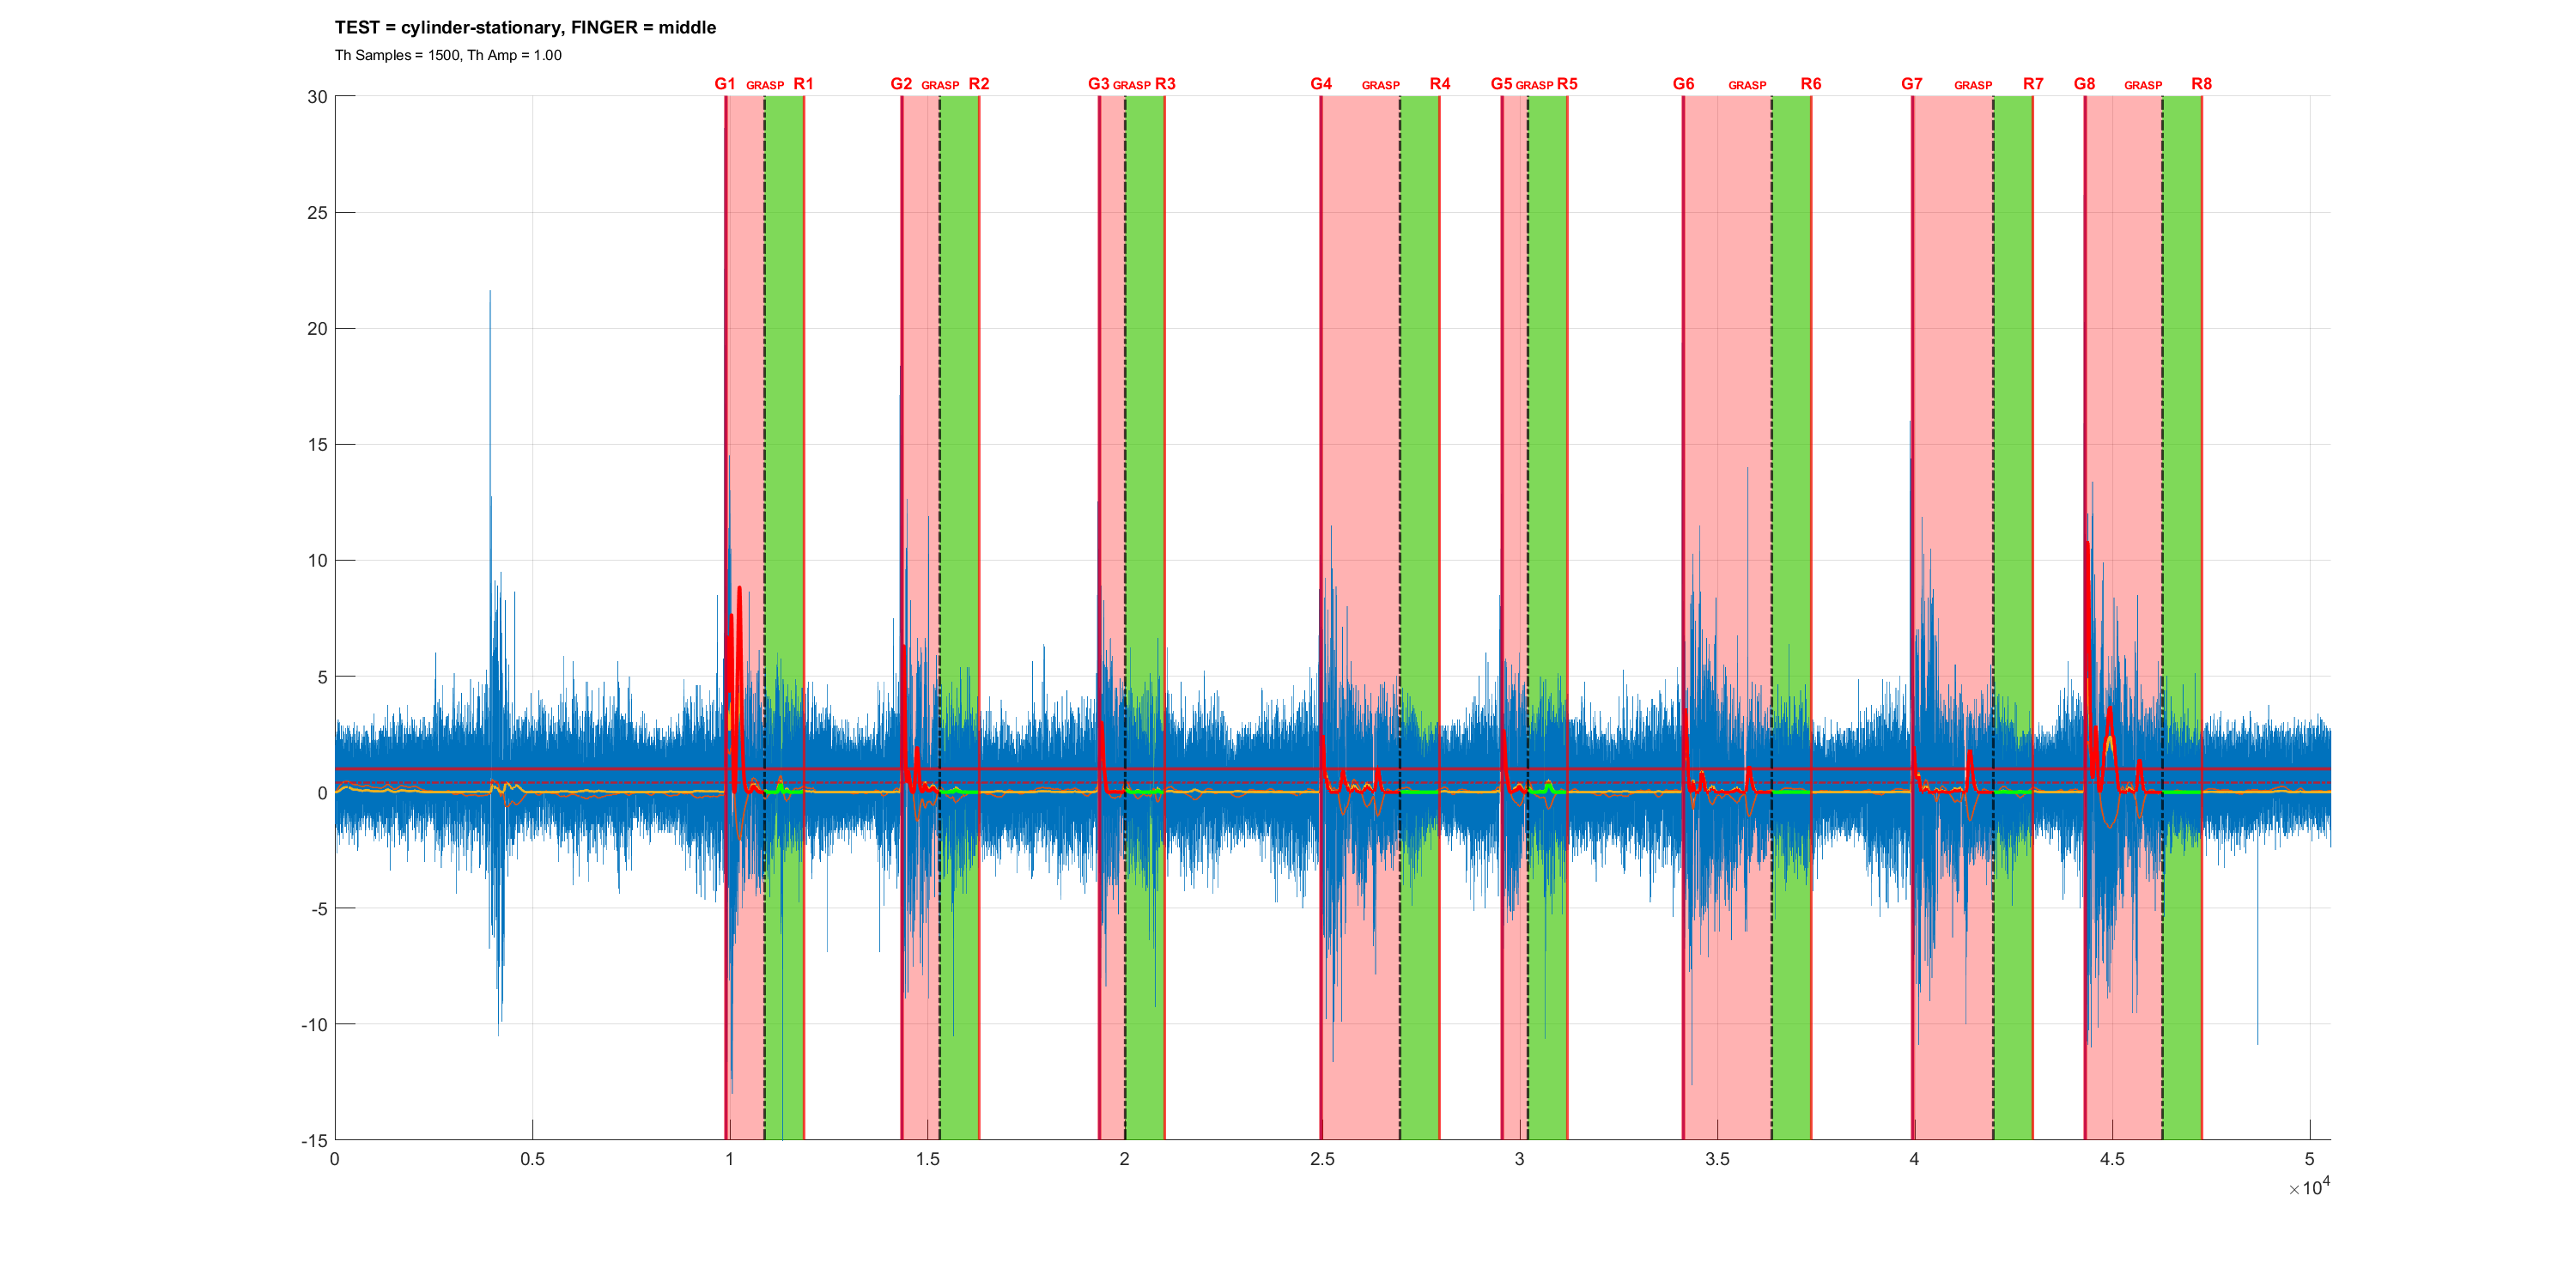 TEST = cylinder-stationary, FINGER = middle
Th Samples = 1500, Th Amp = 1.00
G1 GRASP R1 G2 GRASP R2 G3 GRASP R3 G4 GRASP R4 G5 GRASP R5 G6 GRASP R6 G7 GRASP R7 G8 GRASP R8
30
25
20
15
10
5
0
-5
-10
-15
0 0.5 1 1.5 2 2.5 3 3.5 4 4.5 5
×10⁴